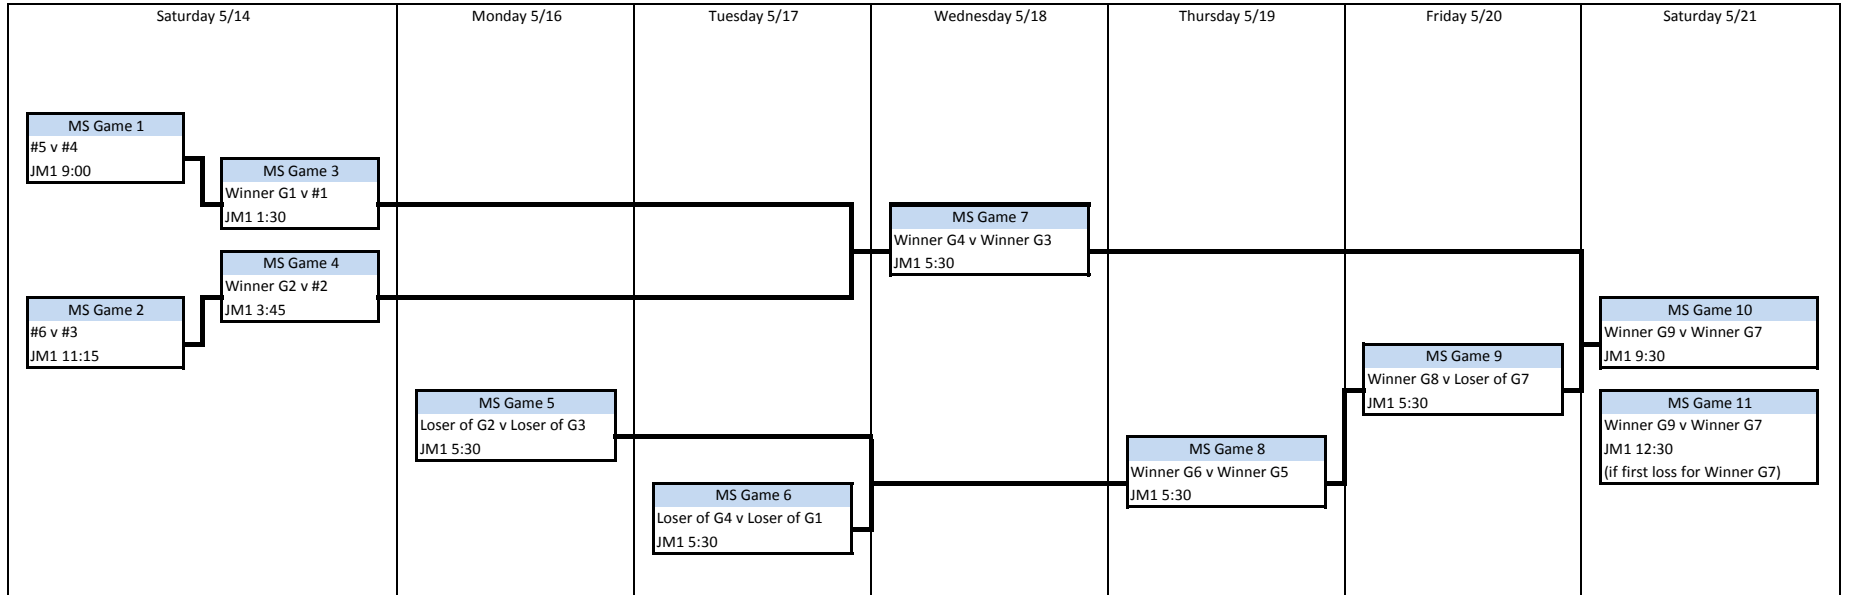 Saturday 5/14
Monday 5/16
Tuesday 5/17
Wednesday 5/18
Thursday 5/19
Friday 5/20
Saturday 5/21
MS Game 1
#5 v #4
JM1 9:00
MS Game 3
Winner G1 v #1
JM1 1:30
MS Game 4
Winner G2 v #2
JM1 3:45
MS Game 2
#6 v #3
JM1 11:15
MS Game 5
Loser of G2 v Loser of G3
JM1 5:30
MS Game 6
Loser of G4 v Loser of G1
JM1 5:30
MS Game 7
Winner G4 v Winner G3
JM1 5:30
MS Game 8
Winner G6 v Winner G5
JM1 5:30
MS Game 9
Winner G8 v Loser of G7
JM1 5:30
MS Game 10
Winner G9 v Winner G7
JM1 9:30
MS Game 11
Winner G9 v Winner G7
JM1 12:30
(if first loss for Winner G7)